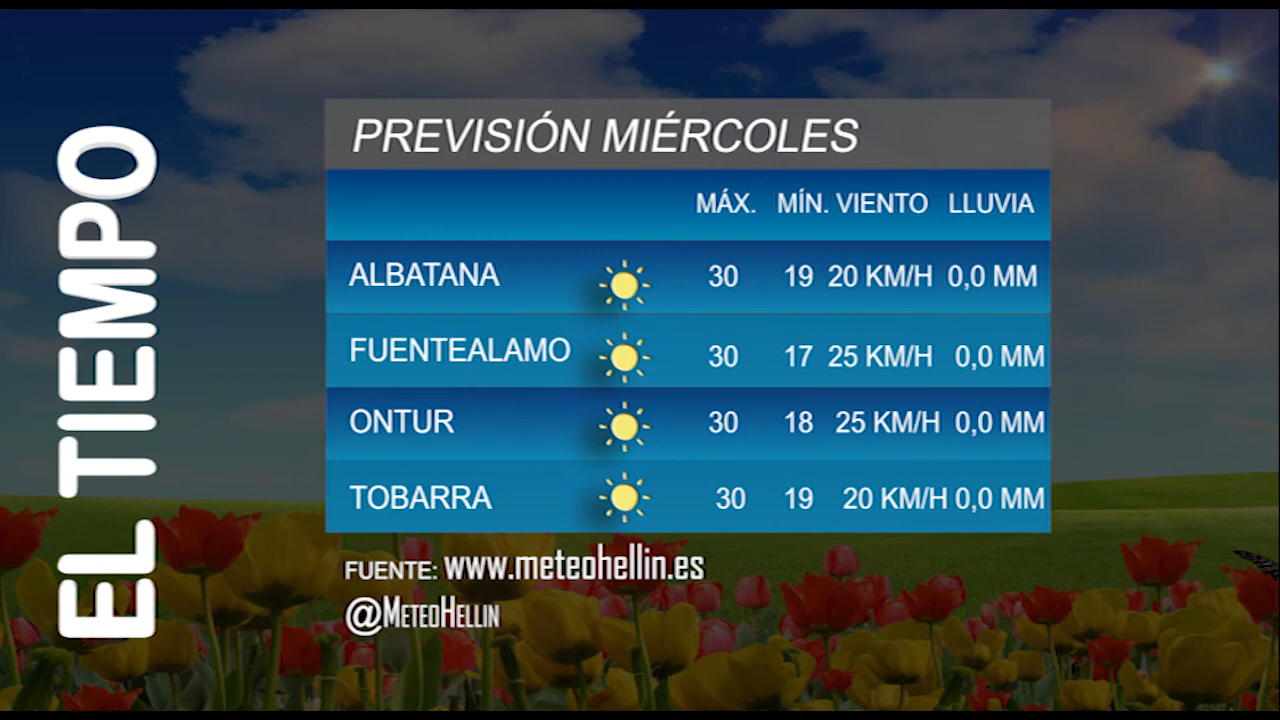 EL TIEMPO
PREVISIÓN MIÉRCOLES
MÁX. MÍN. VIENTO LLUVIA
ALBATANA 30 19 20 KM/H 0,0 MM
FUENTEALAMO 30 17 25 KM/H 0,0 MM
ONTUR 30 18 25 KM/H 0,0 MM
TOBARRA 30 19 20 KM/H 0,0 MM
FUENTE: www.meteohellin.es
@METEOHELLIN